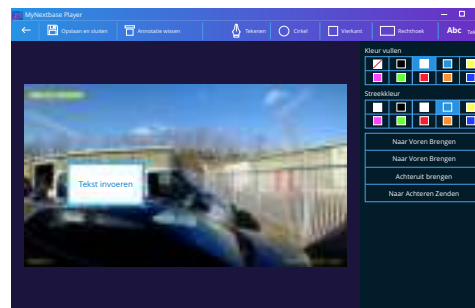 MyNextbase Player
Opslaan en sluiten
Annotatie wissen
Tekenen
Cirkel
Vierkant
Rechthoek
Abc
Kleur vullen
Streekkleur
Tekst invoeren
Naar Voren Brengen
Naar Voren Brengen
Achteruit brengen
Naar Achteren Zenden